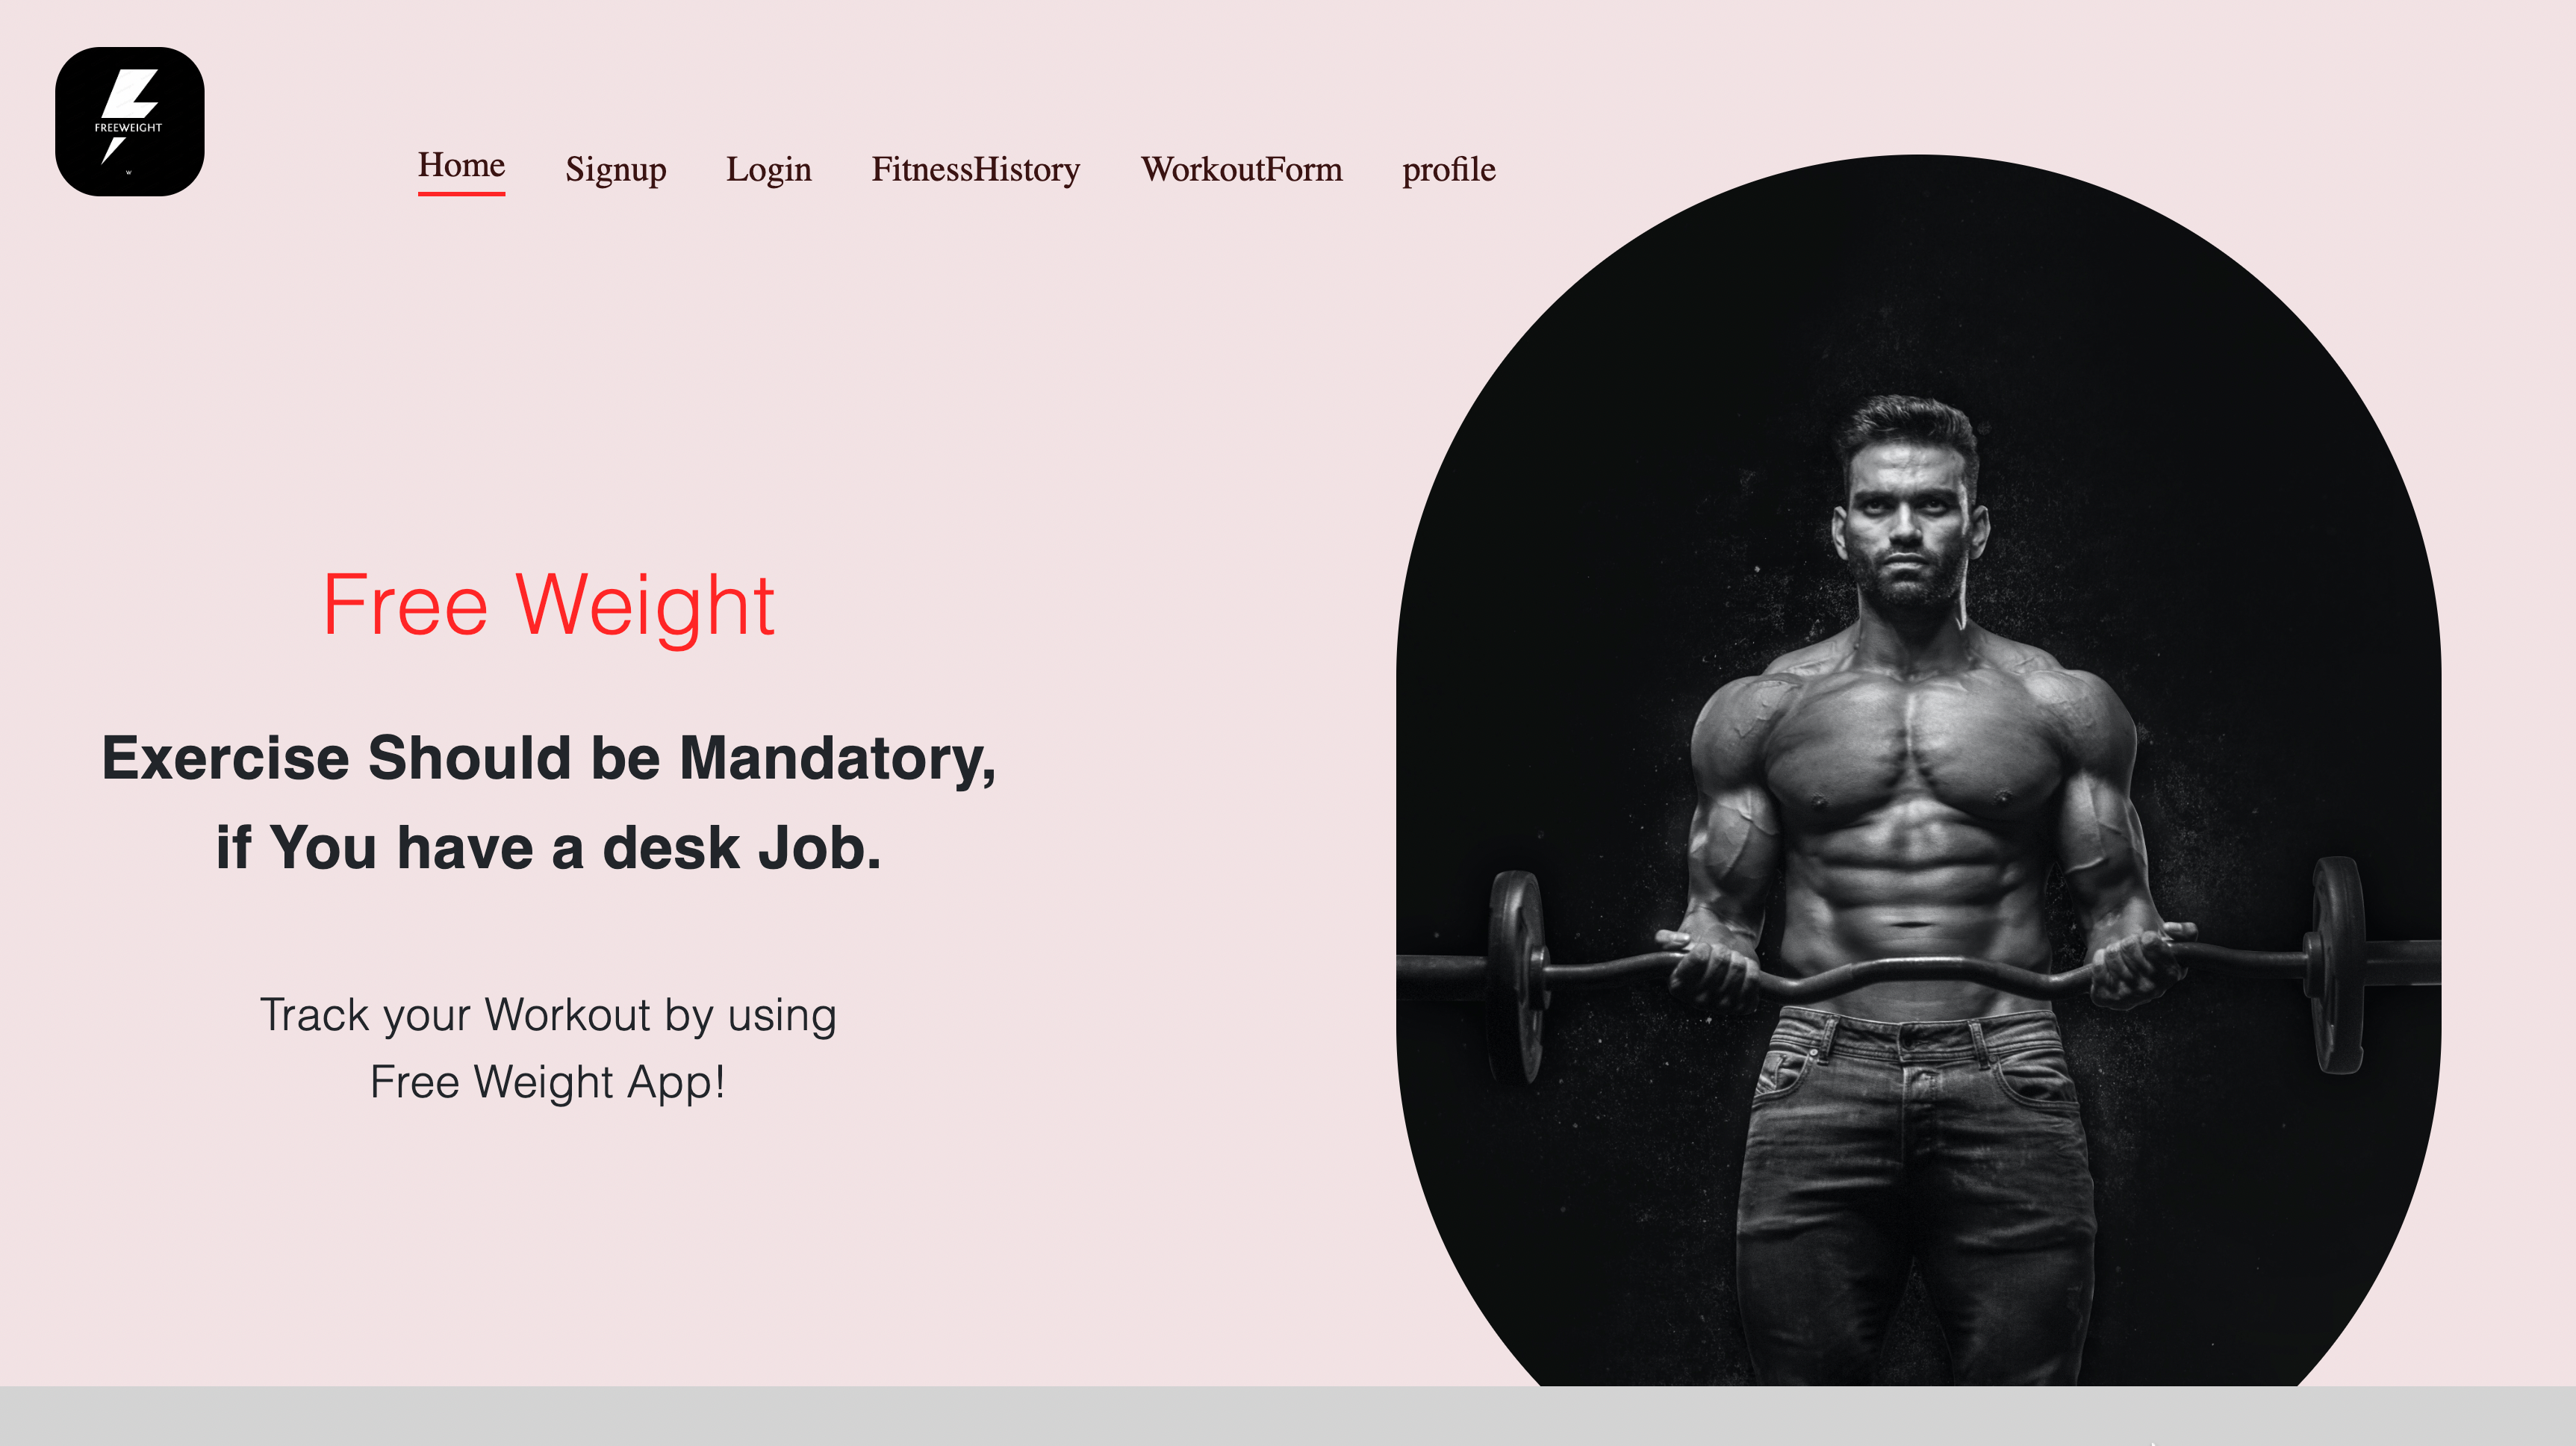 FREEWEIGHT
W
Home Signup Login FitnessHistory WorkoutForm profile
Free Weight
Exercise Should be Mandatory,
if You have a desk Job.
Track your Workout by using
Free Weight App!